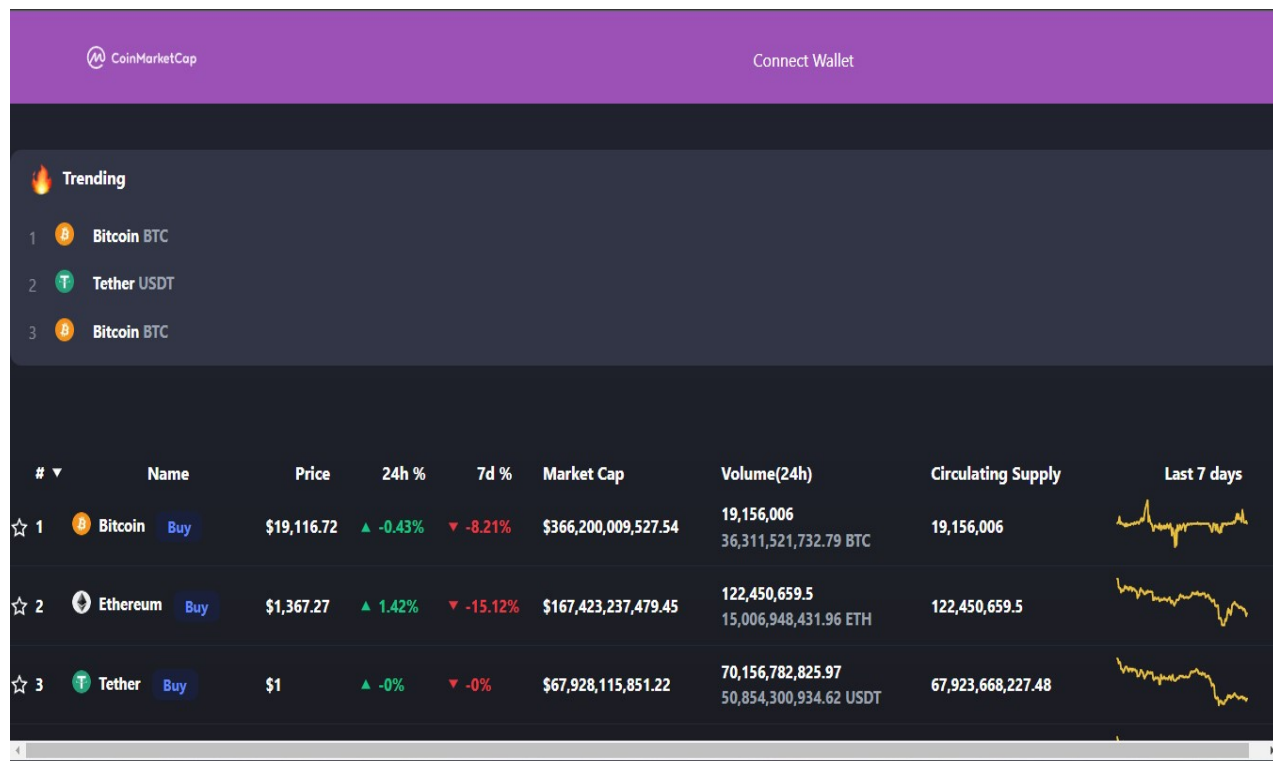 CoinMarketCap
Connect Wallet
Trending
1 Bitcoin BTC
2 Tether USDT
3 Bitcoin BTC
# ▼ Name Price 24h % 7d % Market Cap Volume(24h) Circulating Supply Last 7 days
1 Bitcoin Buy $19,116.72 ▲ -0.43% ▼ -8.21% $366,200,009,527.54 19,156,006 19,156,006
36,311,521,732.79 BTC
2 Ethereum Buy $1,367.27 ▲ 1.42% ▼ -15.12% $167,423,237,479.45 122,450,659.5 122,450,659.5
15,006,948,431.96 ETH
3 Tether Buy $1 ▲ -0% ▼ -0% $67,928,115,851.22 70,156,782,825.97 67,923,668,227.48
50,854,300,934.62 USDT